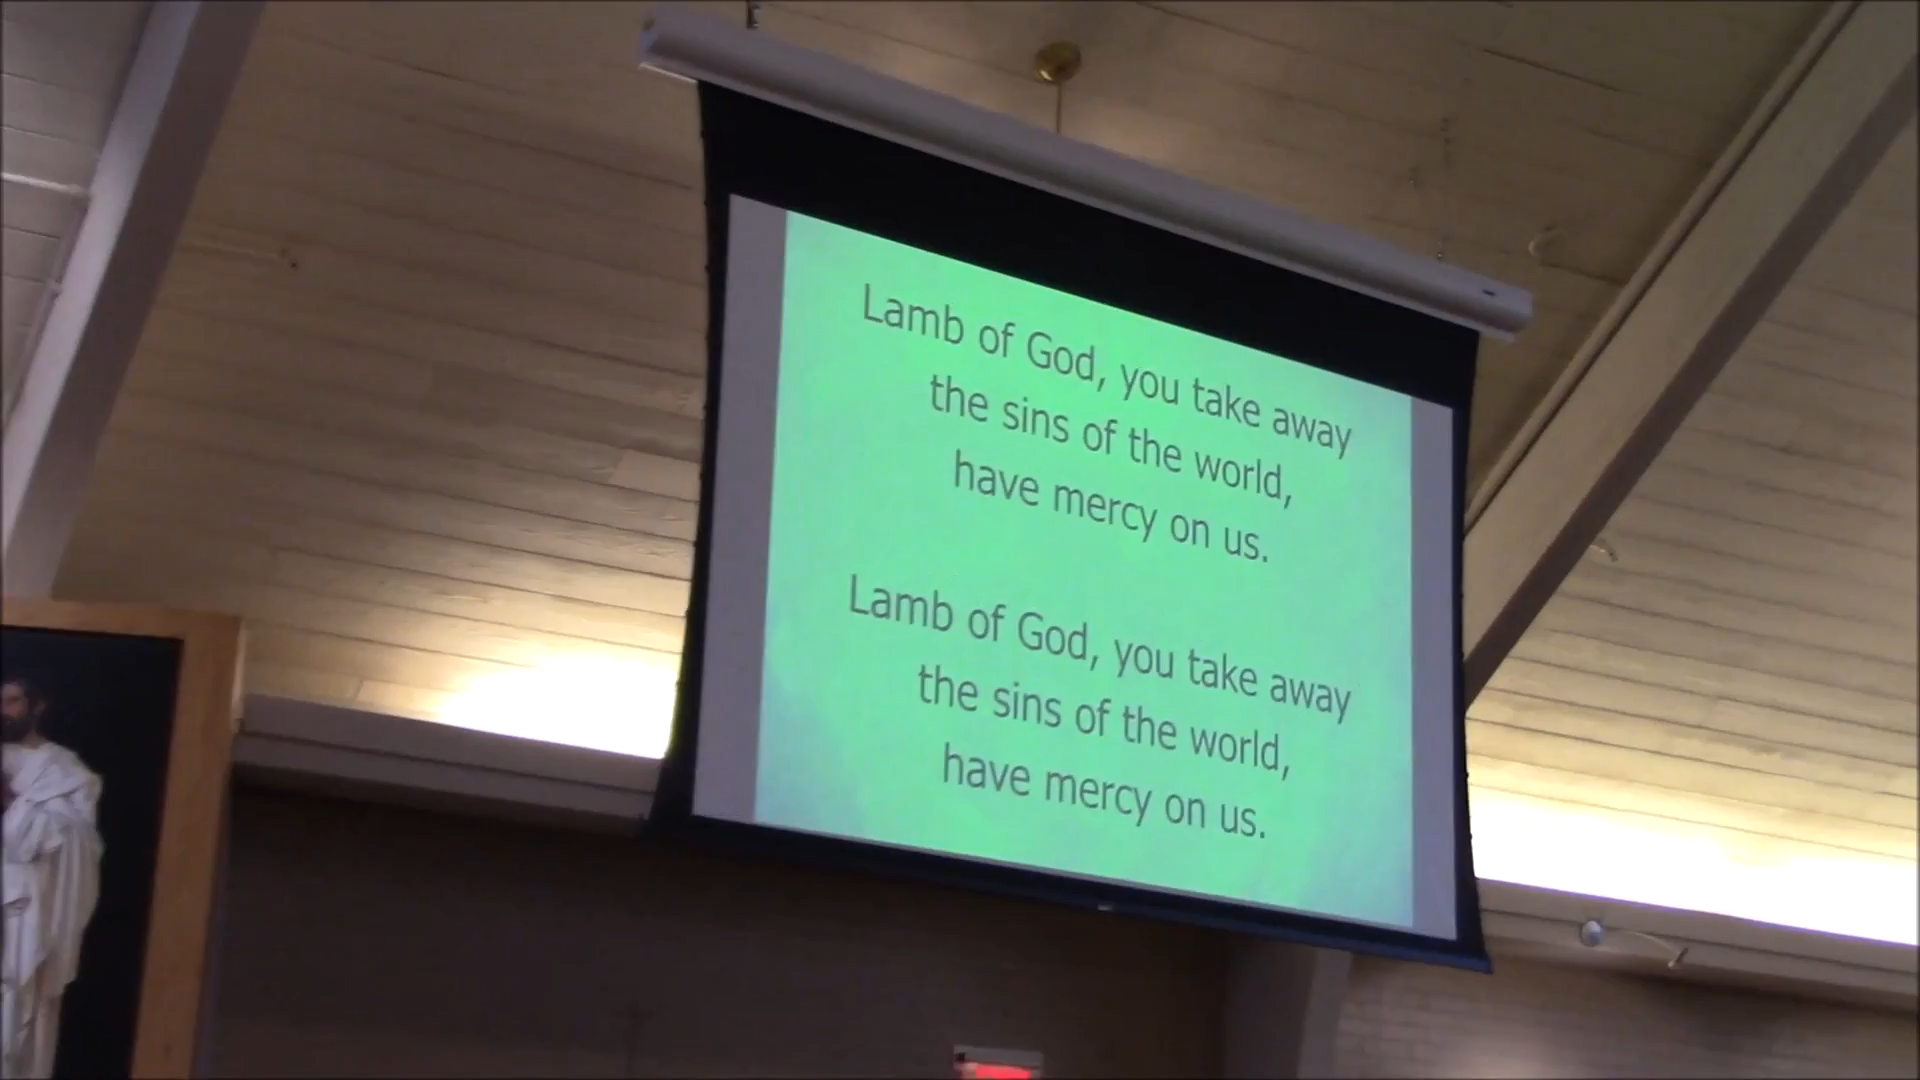 Lamb of God, you take away
the sins of the world,
have mercy on us.
Lamb of God, you take away
the sins of the world,
have mercy on us.